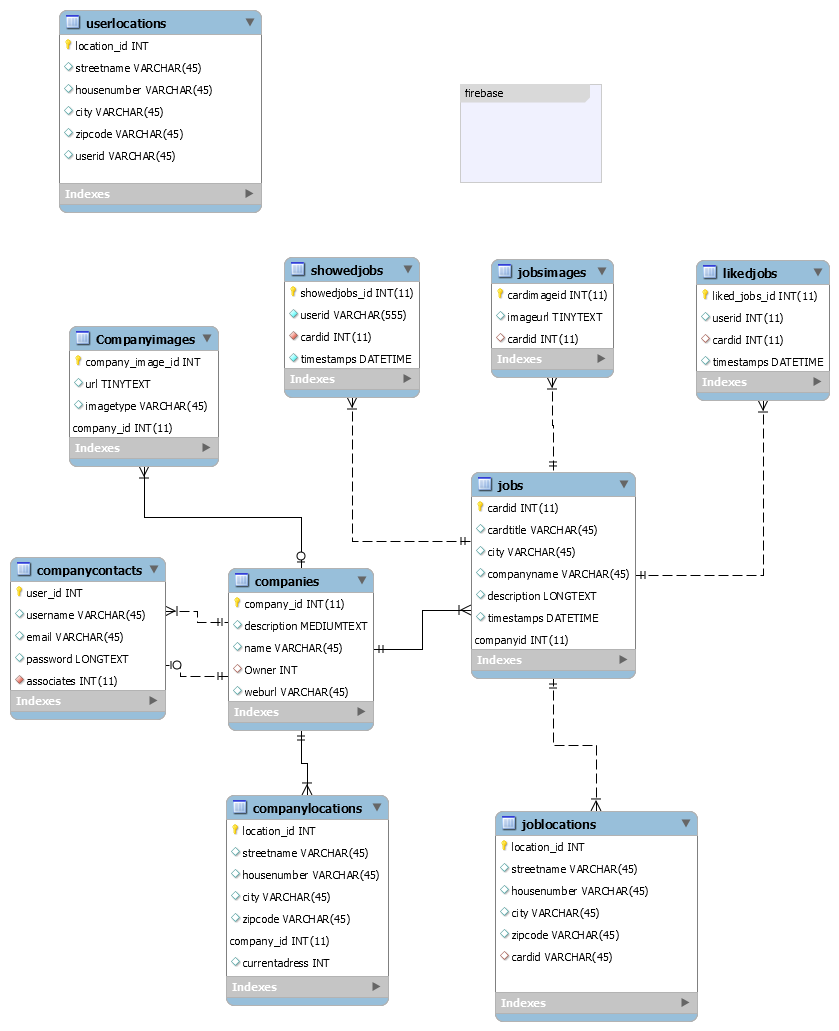 userlocations
location_id INT
streetname VARCHAR(45)
housenumber VARCHAR(45)
city VARCHAR(45)
zipcode VARCHAR(45)
userid VARCHAR(45)
Indexes
firebase
showedjobs
showedjobs_id INT(11)
userid VARCHAR(555)
cardid INT(11)
timestamps DATETIME
Indexes
jobsimages
cardimageid INT(11)
imageurl TINYTEXT
cardid INT(11)
Indexes
likedjobs
liked_jobs_id INT(11)
userid INT(11)
cardid INT(11)
timestamps DATETIME
Indexes
Companyimages
company_image_id INT
url TINYTEXT
imagetype VARCHAR(45)
company_id INT(11)
Indexes
jobs
cardid INT(11)
cardtitle VARCHAR(45)
city VARCHAR(45)
companyname VARCHAR(45)
description LONGTEXT
timestamps DATETIME
companyid INT(11)
Indexes
companycontacts
user_id INT
username VARCHAR(45)
email VARCHAR(45)
password LONGTEXT
associates INT(11)
Indexes
companies
company_id INT(11)
description MEDIUMTEXT
name VARCHAR(45)
Owner INT
weburl VARCHAR(45)
Indexes
companylocations
location_id INT
streetname VARCHAR(45)
housenumber VARCHAR(45)
city VARCHAR(45)
zipcode VARCHAR(45)
company_id INT(11)
currentadress INT
Indexes
joblocations
location_id INT
streetname VARCHAR(45)
housenumber VARCHAR(45)
city VARCHAR(45)
zipcode VARCHAR(45)
cardid VARCHAR(45)
Indexes